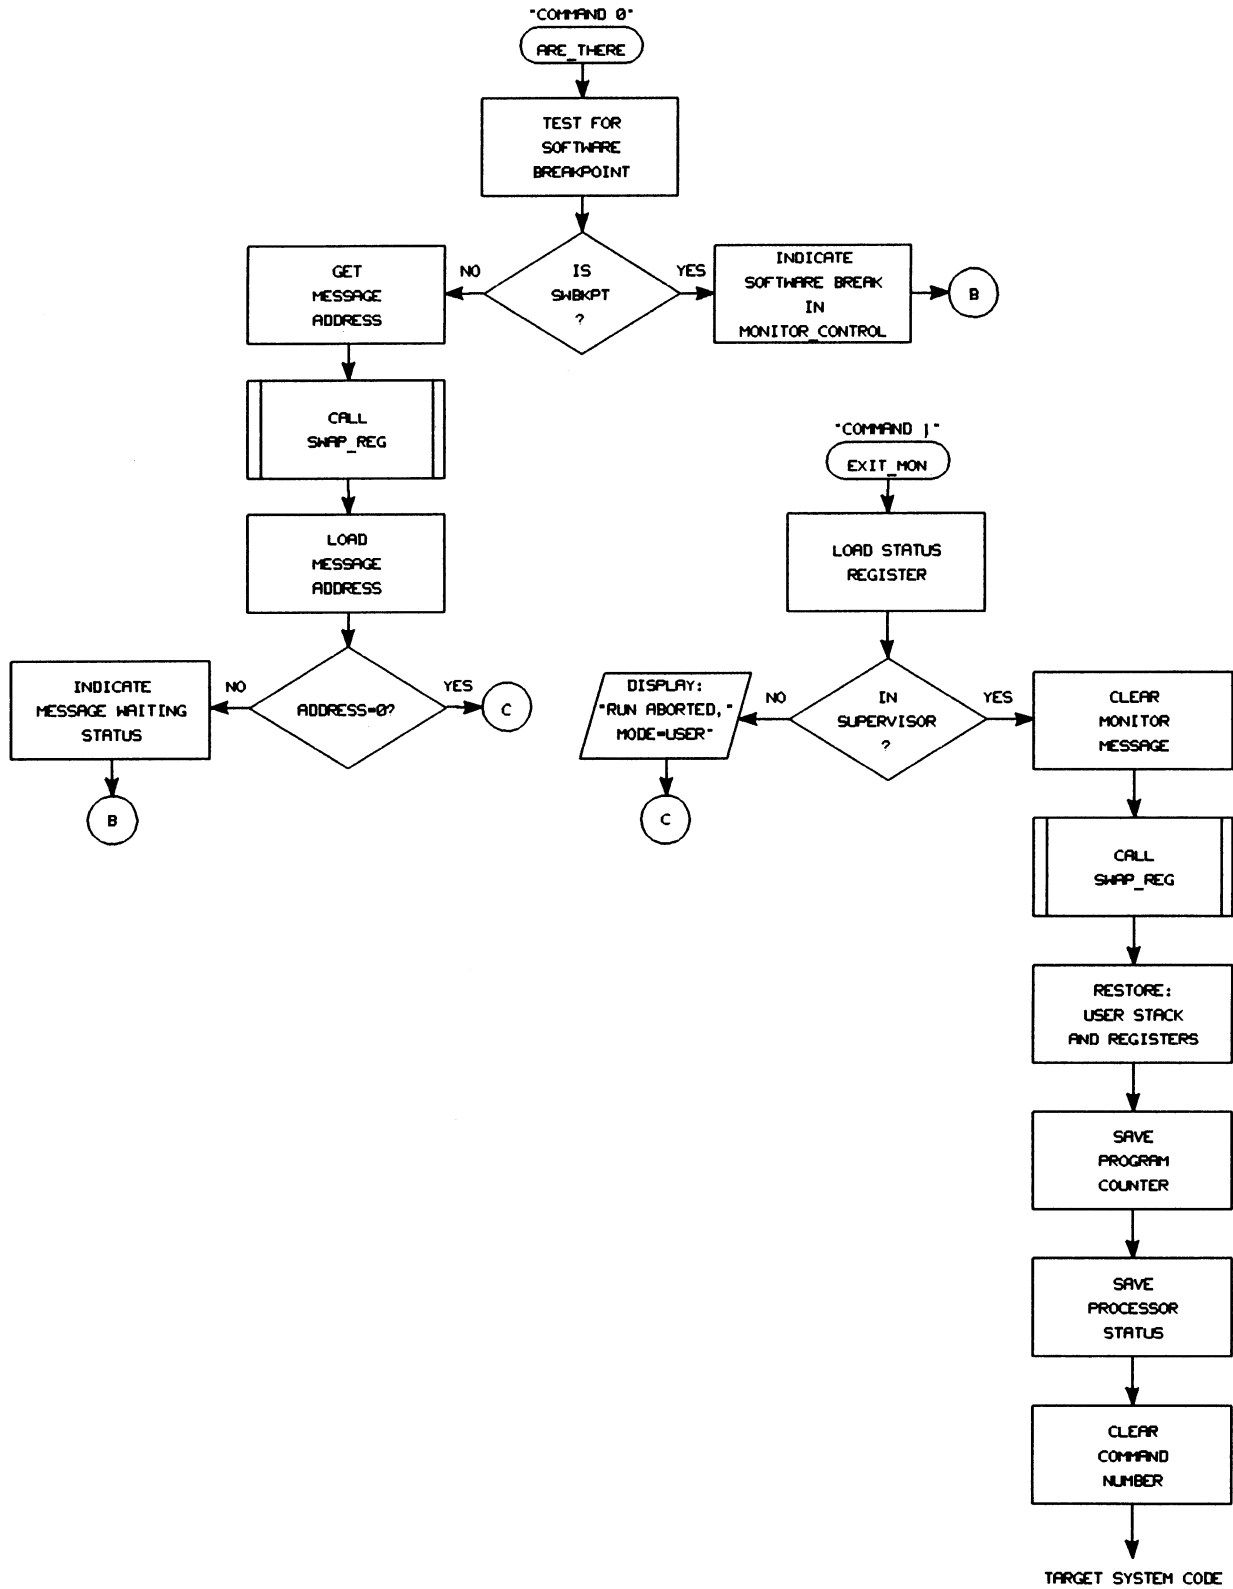 "COMMAND 0"
ARE_THERE
TEST FOR
SOFTWARE
BREAKPOINT
IS
SWBKPT
?
NO
YES
GET
MESSAGE
ADDRESS
INDICATE
SOFTWARE BREAK
IN
MONITOR_CONTROL
B
CALL
SWAP_REG
LOAD
MESSAGE
ADDRESS
ADDRESS=0?
NO
YES
INDICATE
MESSAGE WAITING
STATUS
C
B
"COMMAND 1"
EXIT_MON
LOAD STATUS
REGISTER
IN
SUPERVISOR
?
NO
YES
DISPLAY:
"RUN ABORTED,"
MODE=USER"
C
CLEAR
MONITOR
MESSAGE
CALL
SWAP_REG
RESTORE:
USER STACK
AND REGISTERS
SAVE
PROGRAM
COUNTER
SAVE
PROCESSOR
STATUS
CLEAR
COMMAND
NUMBER
TARGET SYSTEM CODE